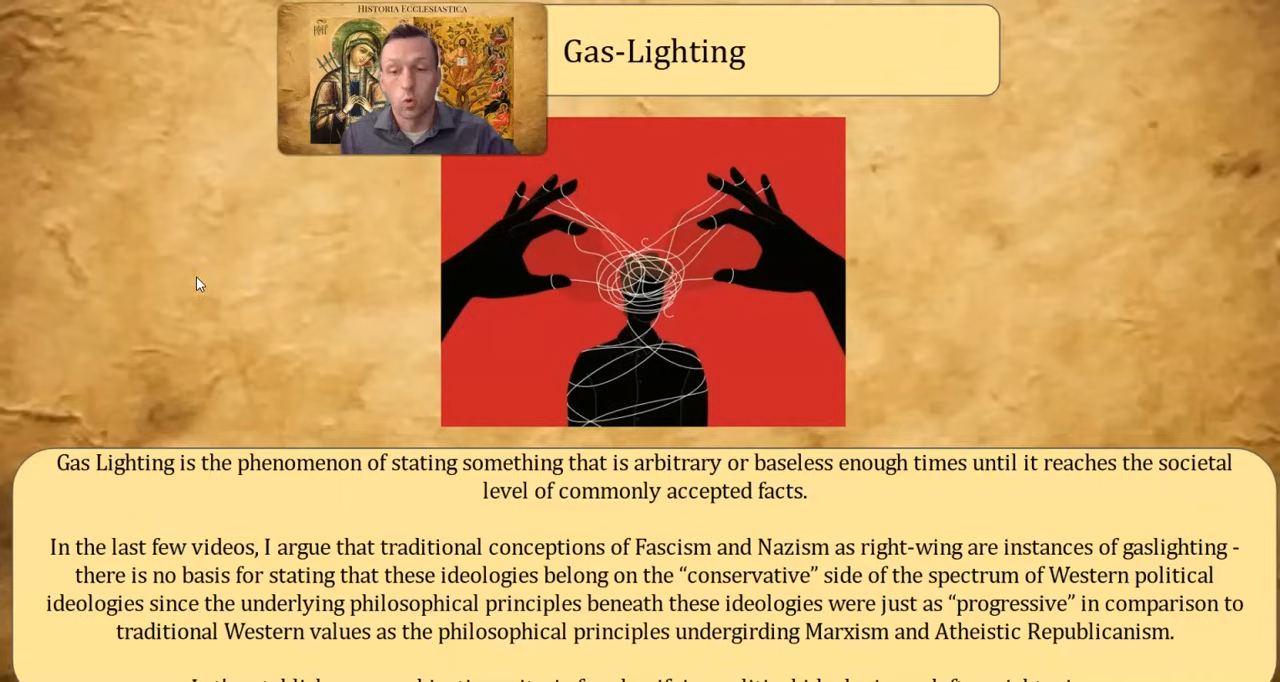 HISTORIA ECCLESIASTICA
Gas-Lighting
Gas Lighting is the phenomenon of stating something that is arbitrary or baseless enough times until it reaches the societal
level of commonly accepted facts.
In the last few videos, I argue that traditional conceptions of Fascism and Nazism as right-wing are instances of gaslighting -
there is no basis for stating that these ideologies belong on the “conservative” side of the spectrum of Western political
ideologies since the underlying philosophical principles beneath these ideologies were just as “progressive” in comparison to
traditional Western values as the philosophical principles undergirding Marxism and Atheistic Republicanism.